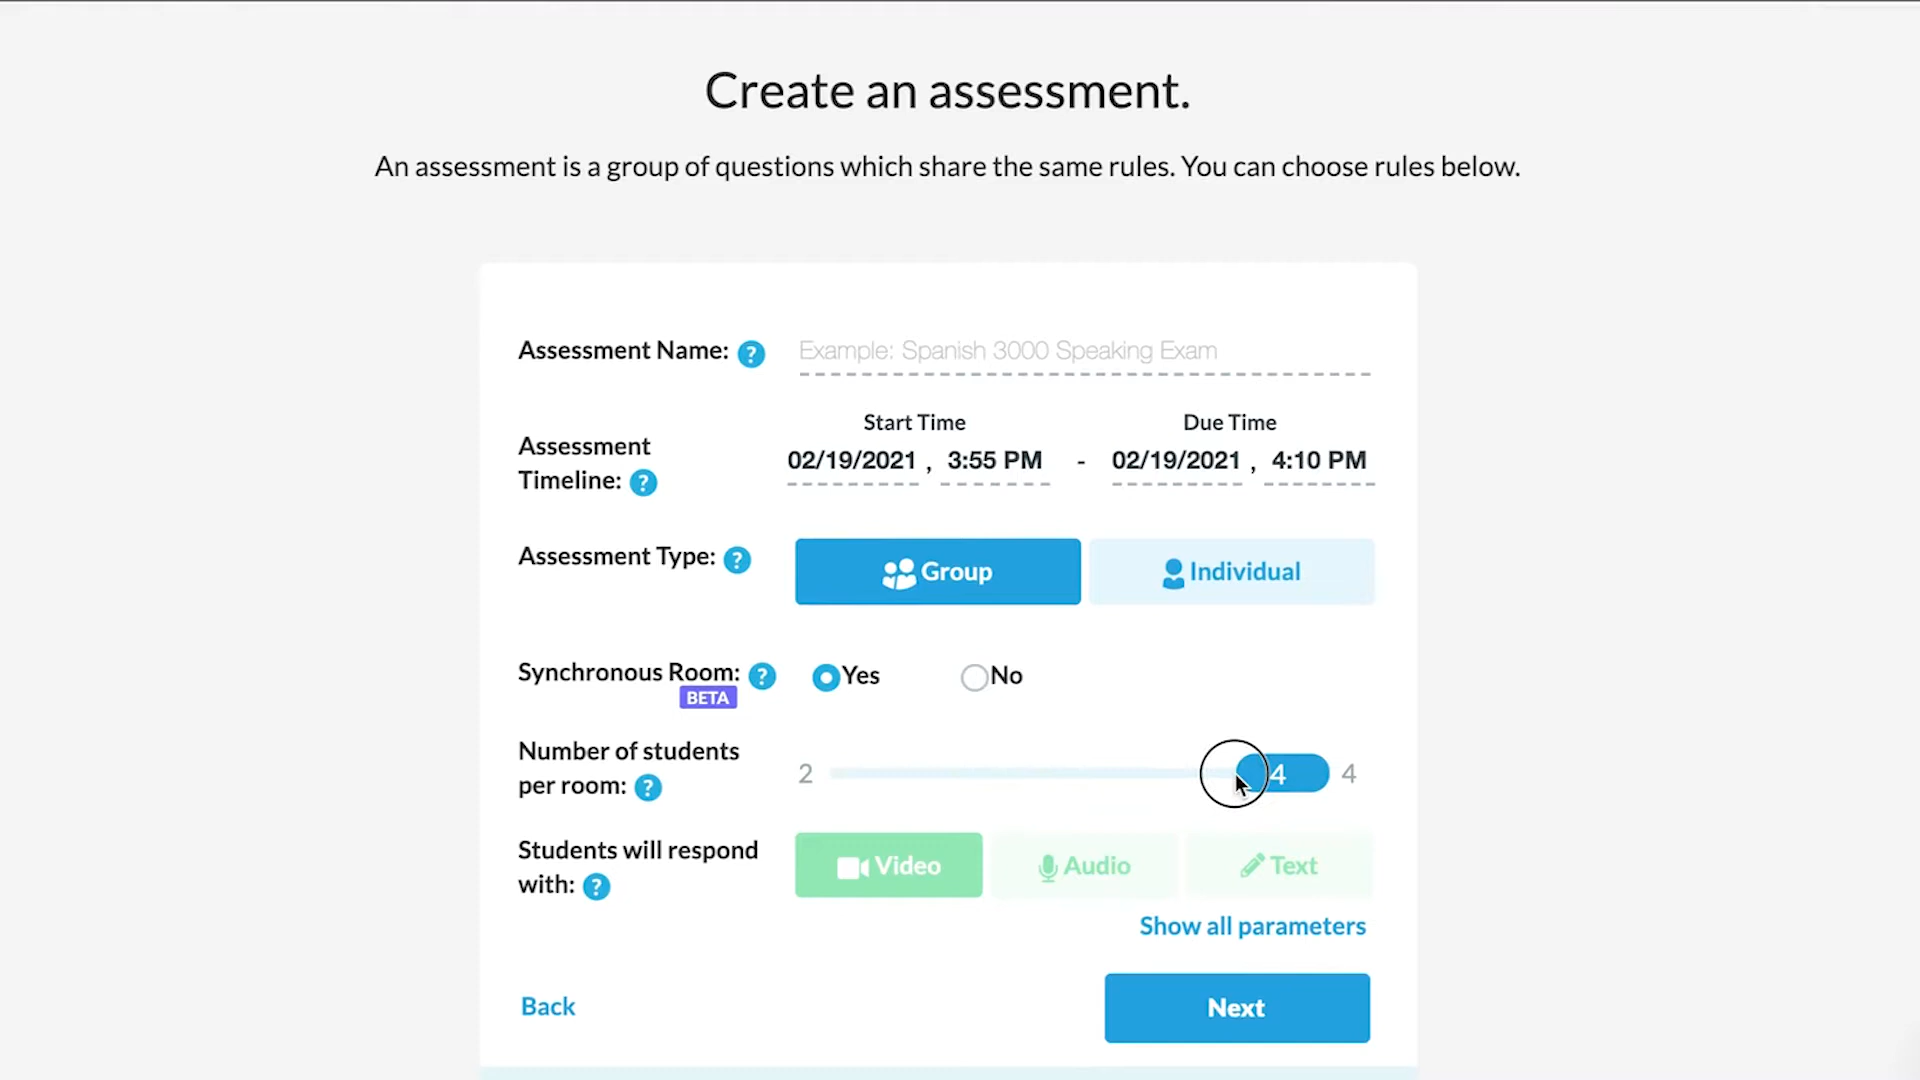 Create an assessment.
An assessment is a group of questions which share the same rules. You can choose rules below.
Assessment Name: ?
Example: Spanish 3000 Speaking Exam
Start Time
Due Time
Assessment
Timeline: ?
02/19/2021 , 3:55 PM - 02/19/2021 , 4:10 PM
Assessment Type: ?
Group
Individual
Synchronous Room: ?
BETA
Yes
No
Number of students
per room: ?
2
4
4
Students will respond
with: ?
Video
Audio
Text
Show all parameters
Back
Next